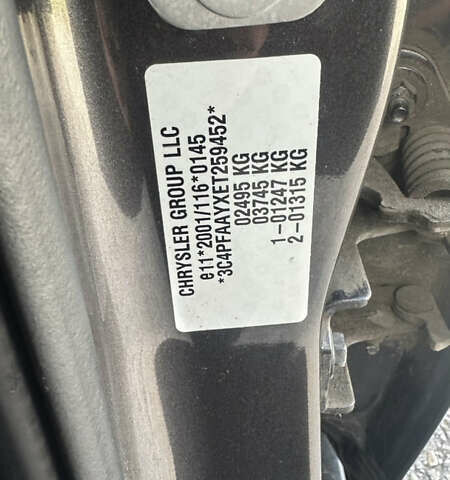 CHRYSLER GROUP LLC
e11*2001/116*0145
*3C4PFAAYXET259452*
02495 KG
03745 KG
1-01247 KG
2-01315 KG